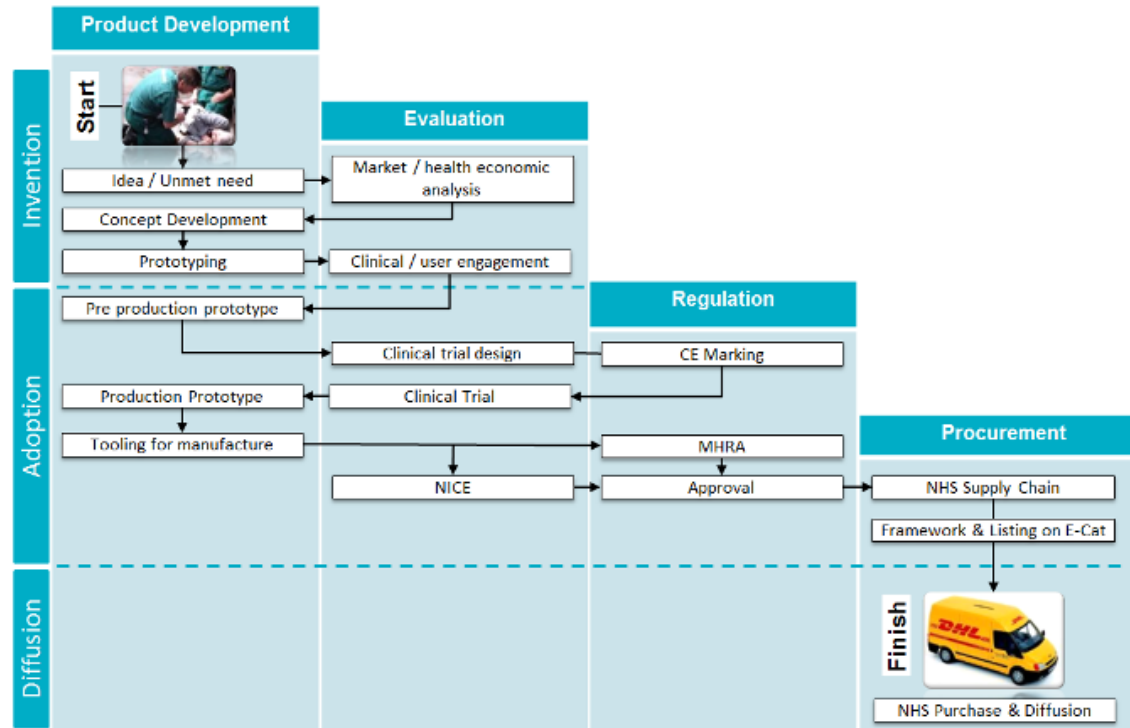 Product Development
Invention
Start
Evaluation
Idea / Unmet need
Market / health economic
analysis
Concept Development
Prototyping
Clinical / user engagement
Adoption
Regulation
Pre production prototype
Clinical trial design
CE Marking
Production Prototype
Clinical Trial
Tooling for manufacture
MHRA
Procurement
NICE
Approval
NHS Supply Chain
Framework & Listing on E-Cat
Diffusion
Finish
DHL
NHS Purchase & Diffusion